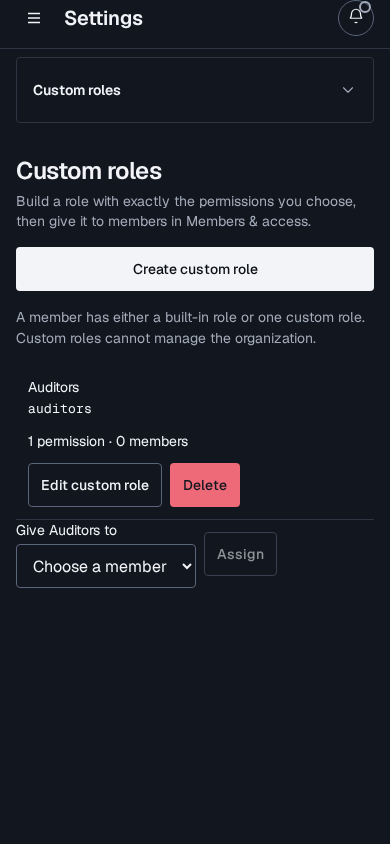 Settings
Custom roles
Custom roles
Build a role with exactly the permissions you choose,
then give it to members in Members & access.
Create custom role
A member has either a built-in role or one custom role.
Custom roles cannot manage the organization.
Auditors
auditors
1 permission · 0 members
Edit custom role
Delete
Give Auditors to
Choose a member
Assign